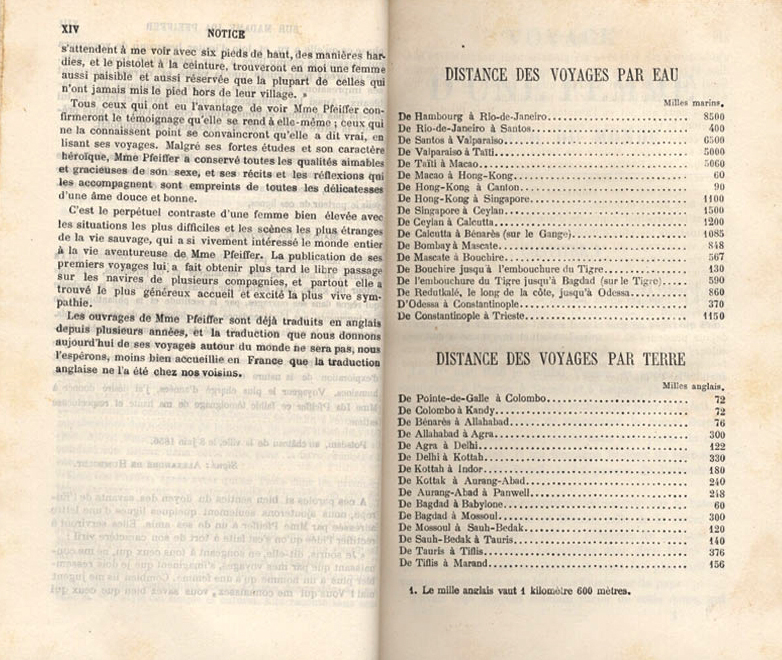 XIV
NOTICE
s'attendent à me voir avec six pieds de haut, des manières har-
dies, et le pistolet à la ceinture, trouveront en moi une femme
aussi paisible et aussi réservée que la plupart de celles qui
n'ont jamais mis le pied hors de leur village. »
Tous ceux qui ont eu l'avantage de voir Mme Pfeiffer con-
firmeront le témoignage qu'elle se rend à elle-même ; ceux qui
ne la connaissent point se convaincront qu'elle a dit vrai, en
lisant ses voyages. Malgré ses fortes études et son caractère
héroïque, Mme Pfeiffer a conservé toutes les qualités aimables
et gracieuses de son sexe, et ses récits et les réflexions qui
les accompagnent sont empreints de toutes les délicatesses
d'une âme douce et bonne.
C'est le perpétuel contraste d'une femme bien élevée avec
les situations les plus difficiles et les scènes les plus étranges
de la vie sauvage, qui a si vivement intéressé le monde entier
à la vie aventureuse de Mme Pfeiffer. La publication de ses
premiers voyages lui a fait obtenir plus tard le libre passage
sur les navires de plusieurs compagnies, et partout elle a
trouvé le plus généreux accueil et excité la plus vive sym-
pathie.
Les ouvrages de Mme Pfeiffer sont déjà traduits en anglais
depuis plusieurs années, et la traduction que nous donnons
aujourd'hui de ses voyages autour du monde ne sera pas, nous
l'espérons, moins bien accueillie en France que la traduction
anglaise ne l'a été chez nos voisins.
DISTANCE DES VOYAGES PAR EAU
Milles marins.
De Hambourg à Rio-de-Janeiro 8500
De Rio-de-Janeiro à Santos 400
De Santos à Valparaiso 6500
De Valparaiso à Taïti 5000
De Taïti à Macao 5060
De Macao à Hong-Kong 60
De Hong-Kong à Canton 90
De Hong-Kong à Singapore 1100
De Singapore à Ceylan 1500
De Ceylan à Calcutta 1200
De Calcutta à Bénarès (sur le Gange) 1085
De Bombay à Mascate 848
De Mascate à Bouchire 567
De Bouchire jusqu'à l'embouchure du Tigre 130
De l'embouchure du Tigre jusqu'à Bagdad (sur le Tigre) 590
De Redutkalé, le long de la côte, jusqu'à Odessa 860
D'Odessa à Constantinople 370
De Constantinople à Trieste 1150
DISTANCE DES VOYAGES PAR TERRE
Milles anglais.
De Pointe-de-Galle à Colombo 72
De Colombo à Kandy 72
De Bénarès à Allahabad 76
De Allahabad à Agra 300
De Agra à Delhi 122
De Delhi à Kottah 330
De Kottah à Indor 180
De Kottak à Aurang-Abad 240
De Aurang-Abad à Panwell 248
De Bagdad à Babylone 60
De Bagdad à Mossoul 300
De Mossoul à Sauh-Bedak 120
De Sauh-Bedak à Tauris 140
De Tauris à Tiflis 376
De Tiflis à Marand 156
1. Le mille anglais vaut 1 kilomètre 600 mètres.